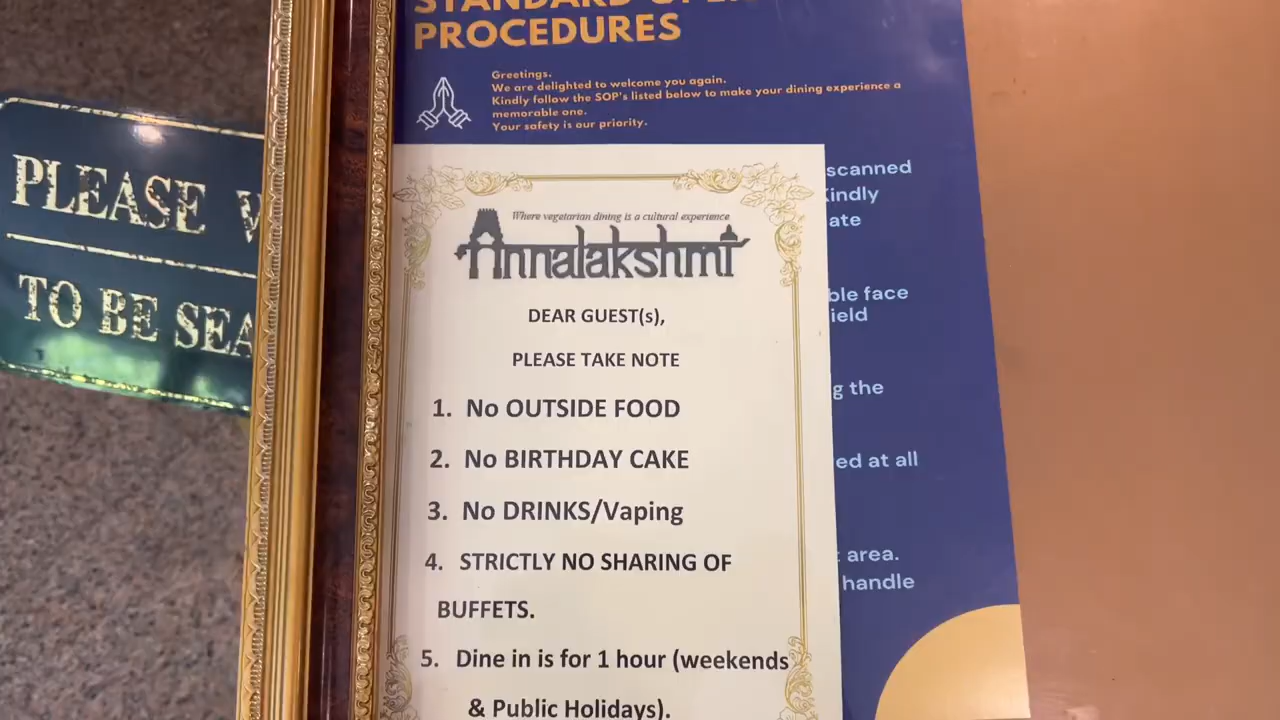 PROCEDURES
Greetings.
We are delighted to welcome you again.
Kindly follow the SOP's listed below to make your dining experience a
memorable one.
Your safety is our priority.
PLEASE
TO BE SEA
Where vegetarian dining is a cultural experience
Annalakshmi
DEAR GUEST(s),
PLEASE TAKE NOTE
1. No OUTSIDE FOOD
2. No BIRTHDAY CAKE
3. No DRINKS/Vaping
4. STRICTLY NO SHARING OF
BUFFETS.
5. Dine in is for 1 hour (weekends
& Public Holidays).
scanned
Kindly
ate
ble face
ield
g the
ed at all
area.
handle